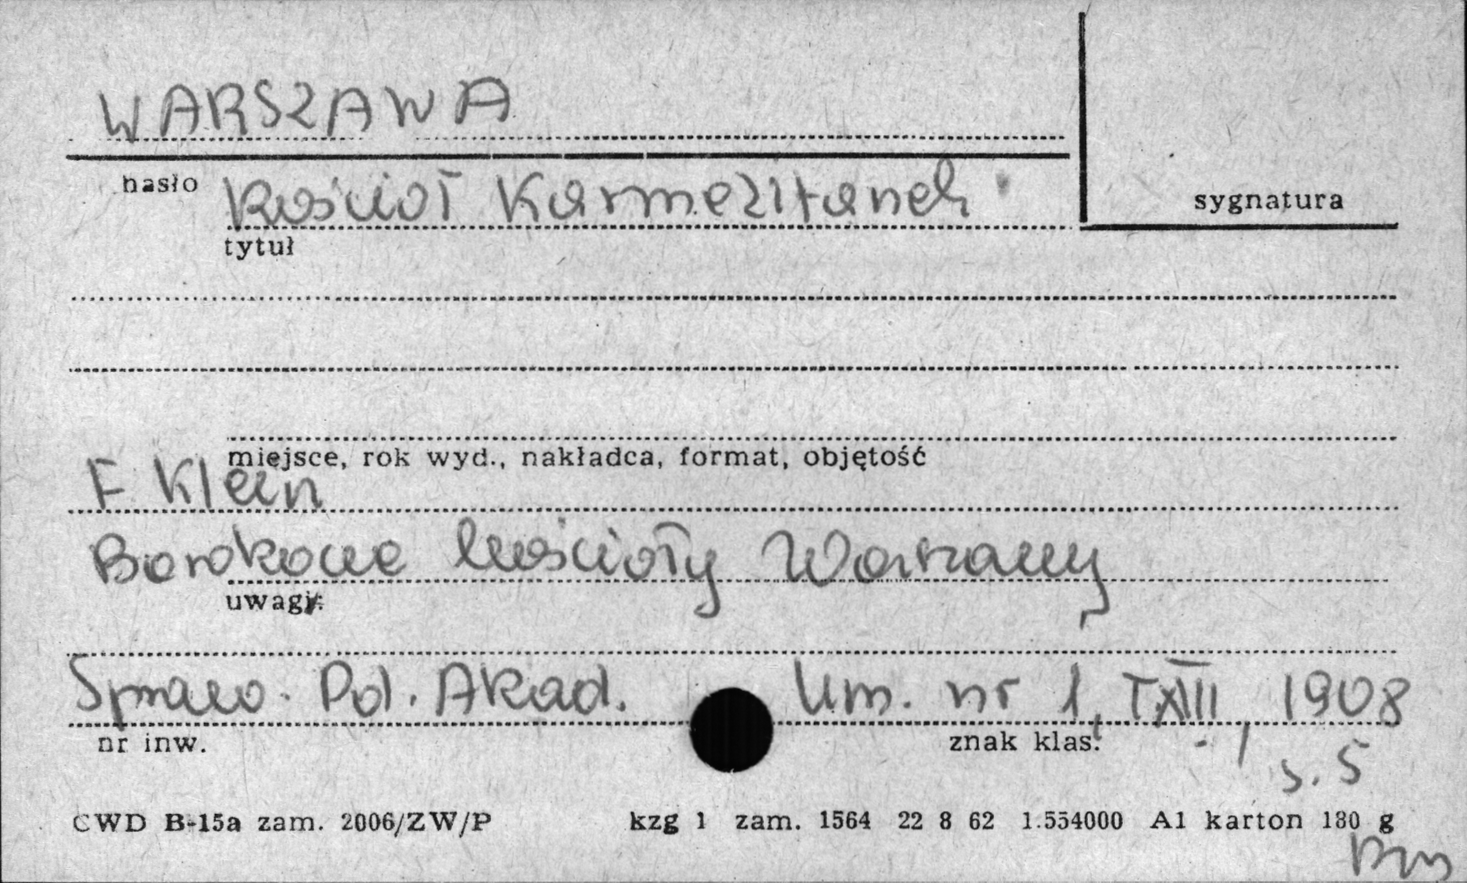 WARSZAWA
hasło
Kościół Karmelitanek
sygnatura
tytuł
miejsce, rok wyd., nakładca, format, objętość
F. Klein
Barokowe kościoły Warszawy
uwagi:
Spraw. Pol. Akad. Um. nr 1, T XIII, 1908
nr inw.
znak klas.
s. 5
CWD B-15a zam. 2006/ZW/P kzg 1 zam. 1564 22 8 62 1.554000 A1 karton 180 g